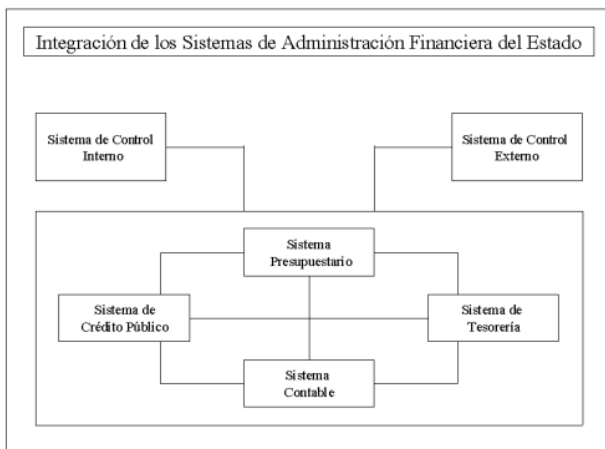 Integración de los Sistemas de Administración Financiera del Estado
Sistema de Control
Interno
Sistema de Control
Externo
Sistema
Presupuestario
Sistema de
Crédito Público
Sistema de
Tesorería
Sistema
Contable